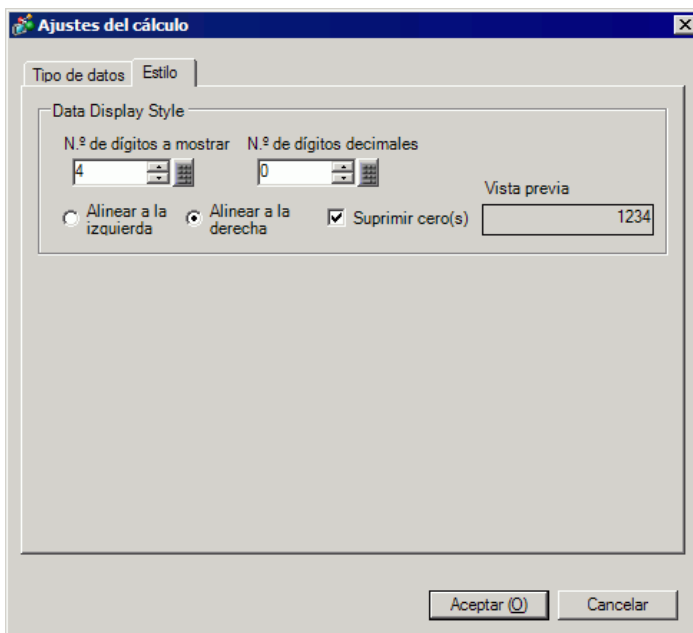 Ajustes del cálculo
Tipo de datos Estilo
Data Display Style
N.º de dígitos a mostrar N.º de dígitos decimales
4 0
Vista previa
Alinear a la izquierda
Alinear a la derecha
Suprimir cero(s)
1234
Aceptar (O) Cancelar